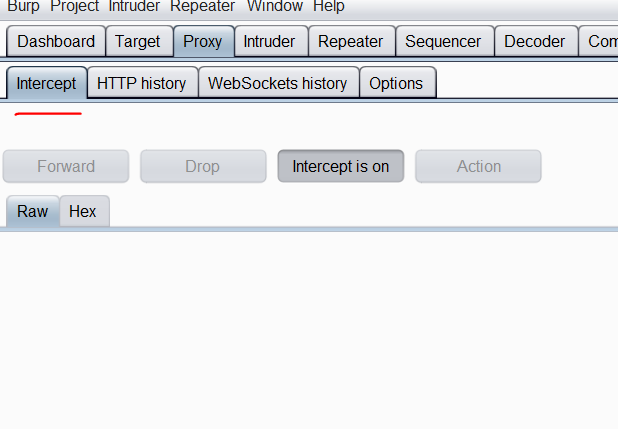 Burp Project Intruder Repeater Window Help
Dashboard Target Proxy Intruder Repeater Sequencer Decoder Com
Intercept HTTP history WebSockets history Options
Forward Drop Intercept is on Action
Raw Hex